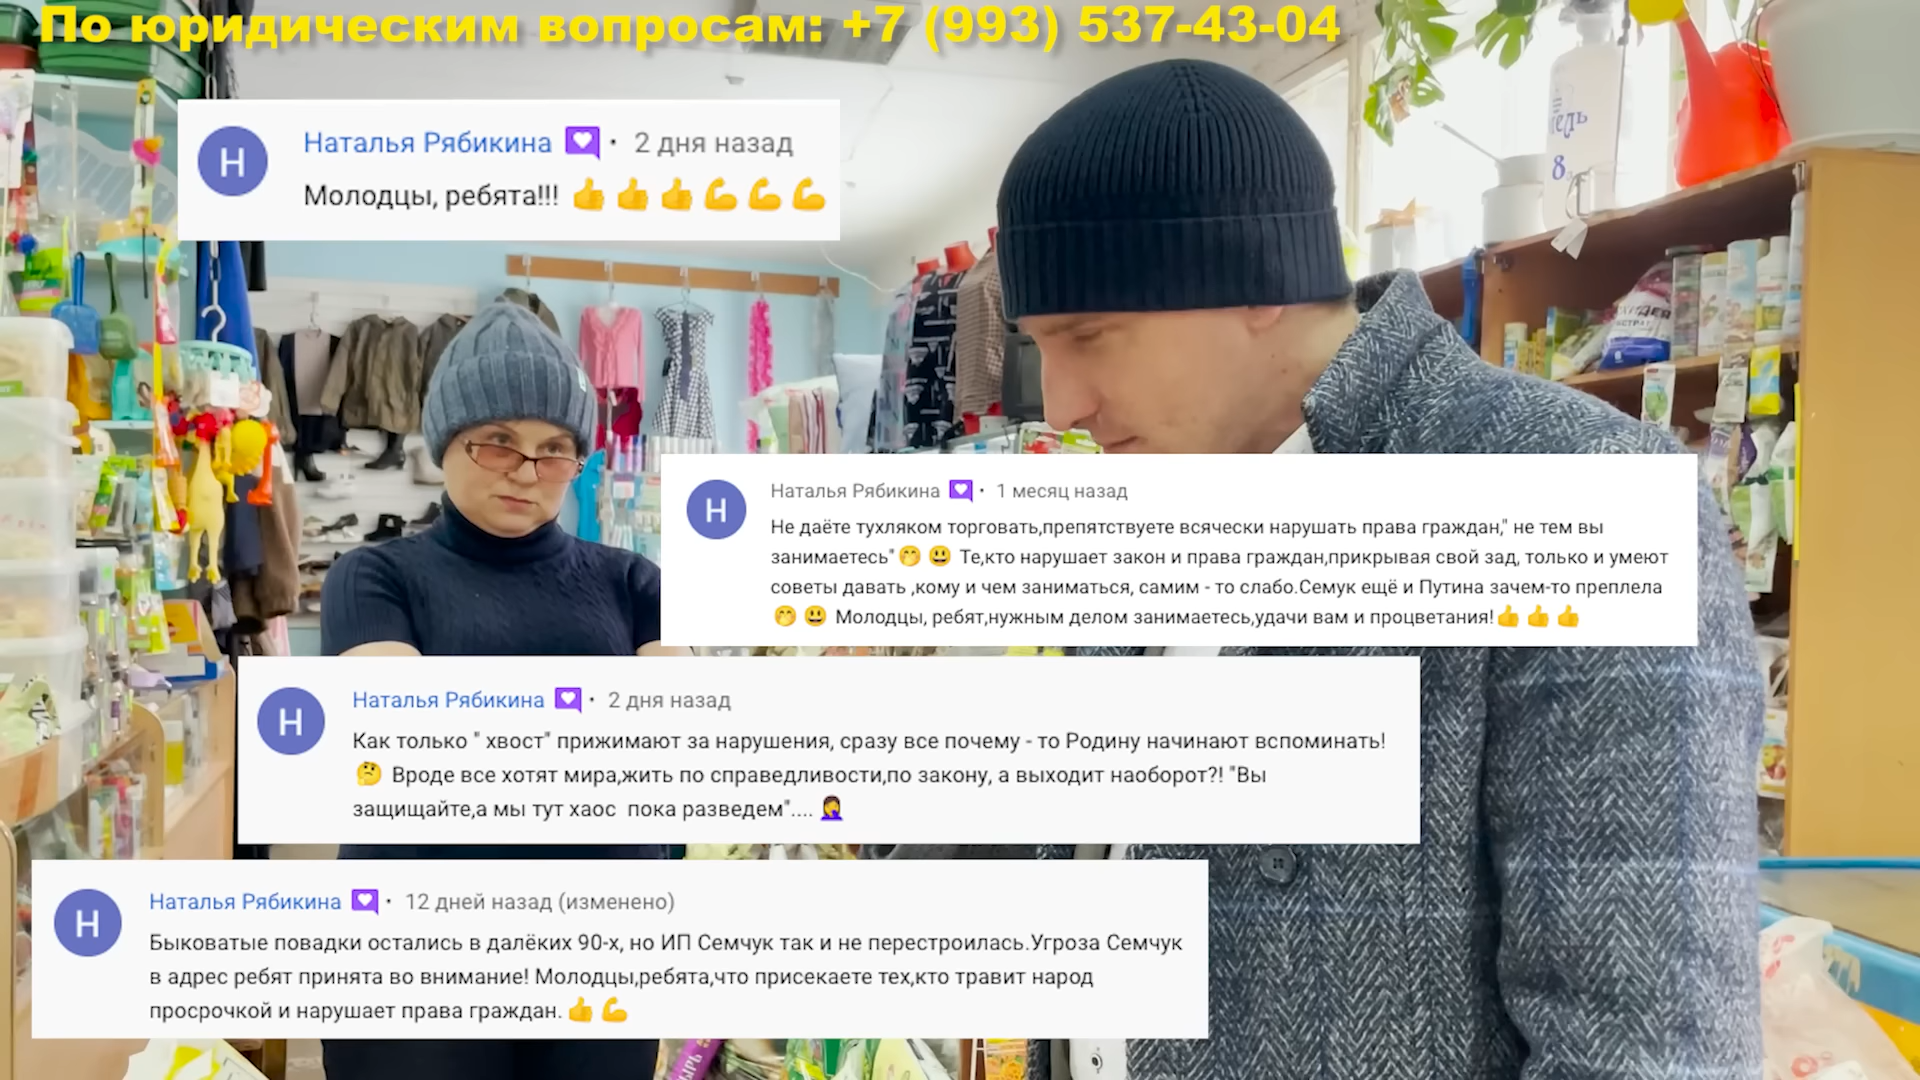 По юридическим вопросам: +7 (993) 537-43-04
Н
Наталья Рябикина • 2 дня назад
Молодцы, ребята!!! 👍👍👍💪💪💪
Н
Наталья Рябикина • 1 месяц назад
Не даёте тухляком торговать,препятствуете всячески нарушать права граждан," не тем вы
занимаетесь"🤭 😃 Те,кто нарушает закон и права граждан,прикрывая свой зад, только и умеют
советы давать ,кому и чем заниматься, самим - то слабо.Семук ещё и Путина зачем-то преплела
🤭 😃 Молодцы, ребят,нужным делом занимаетесь,удачи вам и процветания!👍 👍 👍
Н
Наталья Рябикина • 2 дня назад
Как только " хвост" прижимают за нарушения, сразу все почему - то Родину начинают вспоминать!
🤔 Вроде все хотят мира,жить по справедливости,по закону, а выходит наоборот?! "Вы
защищайте,а мы тут хаос пока разведем".... 🤦‍♀️
Н
Наталья Рябикина • 12 дней назад (изменено)
Быковатые повадки остались в далёких 90-х, но ИП Семчук так и не перестроилась.Угроза Семчук
в адрес ребят принята во внимание! Молодцы,ребята,что присекаете тех,кто травит народ
просрочкой и нарушает права граждан. 👍 💪